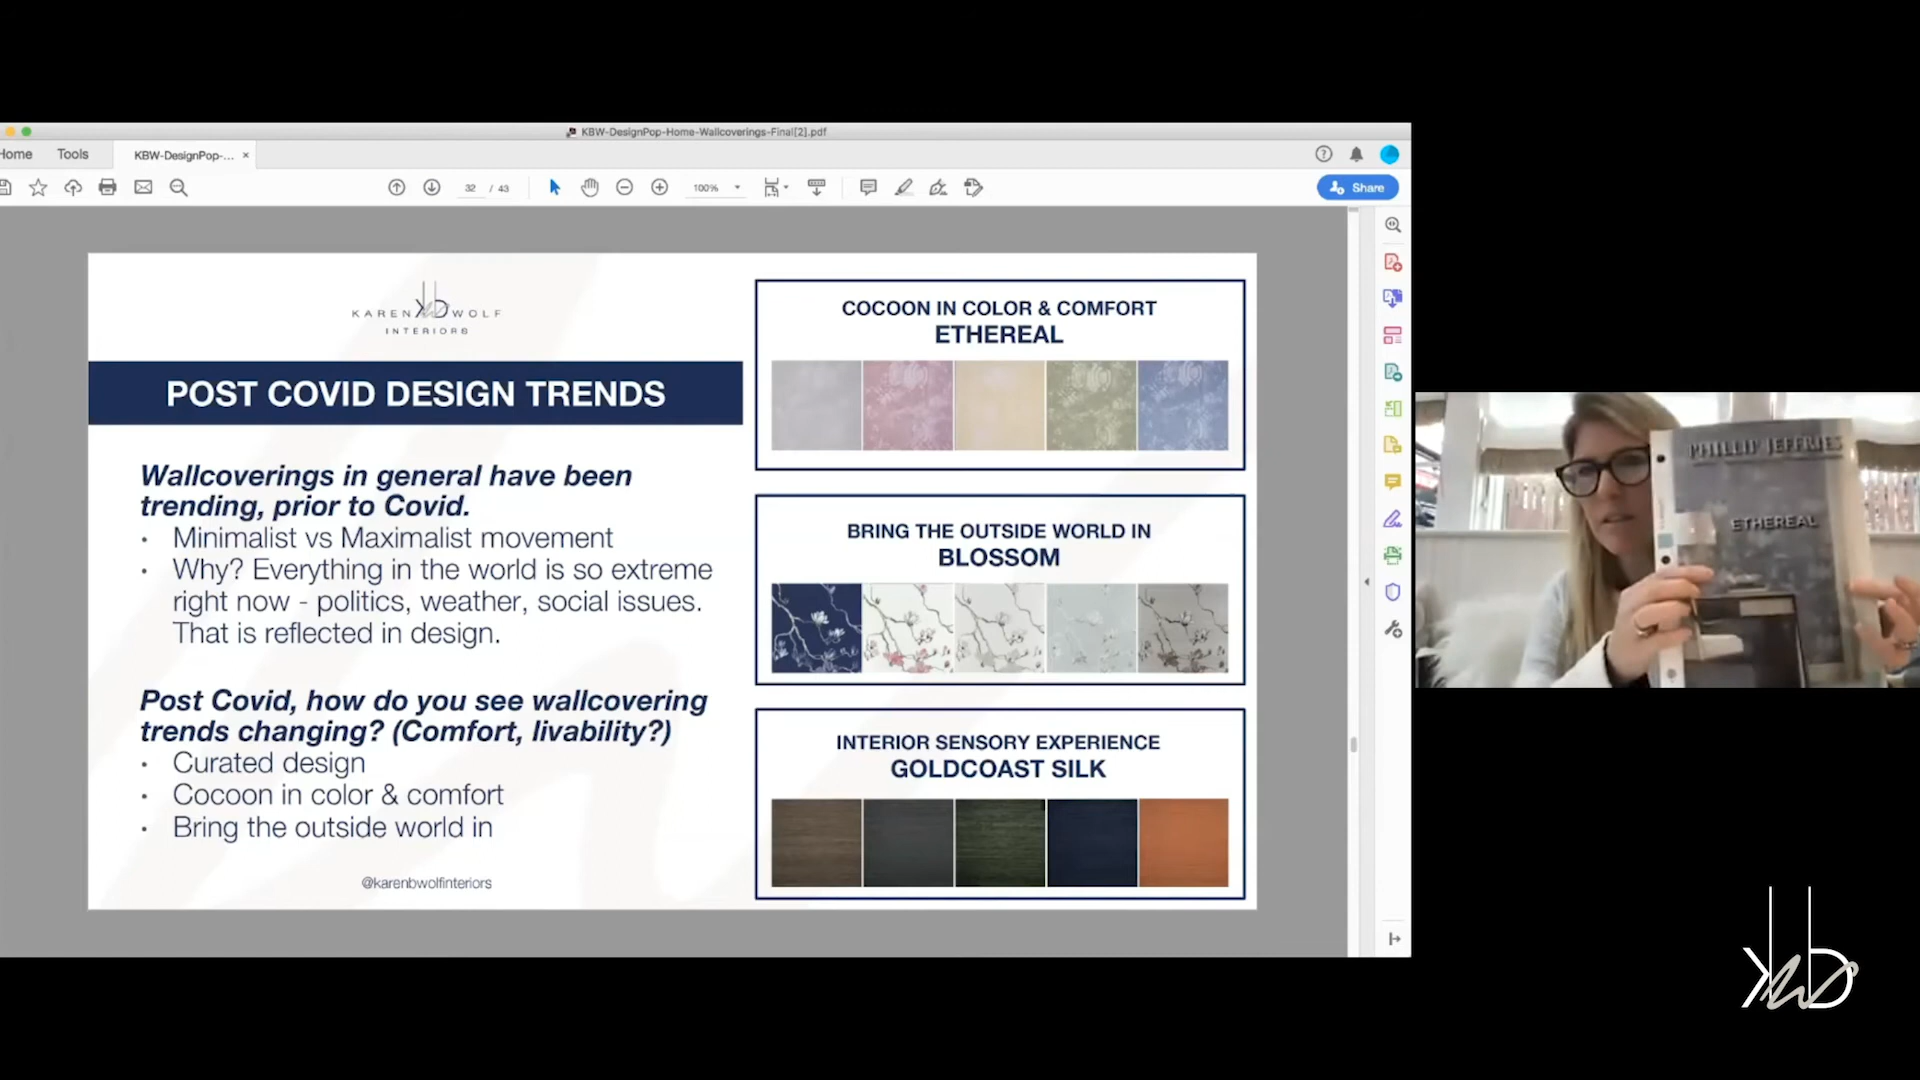 KBW-DesignPop-Home-Wallcoverings-Final[2].pdf
Home
Tools
KBW-DesignPop-...
32 / 43
100%
Share
KAREN WOLF
INTERIORS
POST COVID DESIGN TRENDS
Wallcoverings in general have been
trending, prior to Covid.
• Minimalist vs Maximalist movement
• Why? Everything in the world is so extreme
right now - politics, weather, social issues.
That is reflected in design.
Post Covid, how do you see wallcovering
trends changing? (Comfort, livability?)
• Curated design
• Cocoon in color & comfort
• Bring the outside world in
@karenbwolfinteriors
COCOON IN COLOR & COMFORT
ETHEREAL
BRING THE OUTSIDE WORLD IN
BLOSSOM
INTERIOR SENSORY EXPERIENCE
GOLDCOAST SILK
PHILLIP JEFFRIES
ETHEREAL